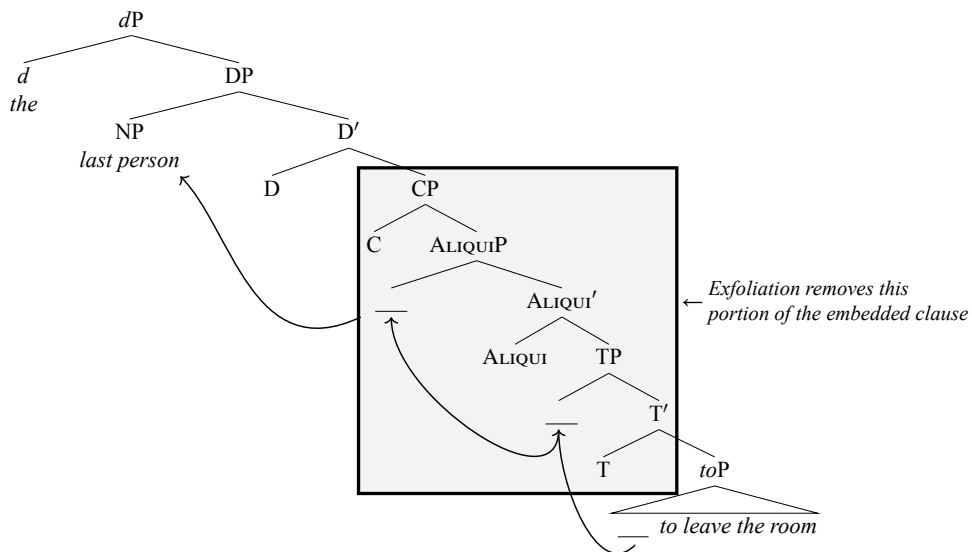 dP
d
the
DP
NP
last person
D′
D
CP
C
ALIQUIP
ALIQUI′
ALIQUI
TP
T′
T
toP
to leave the room
← Exfoliation removes this
portion of the embedded clause